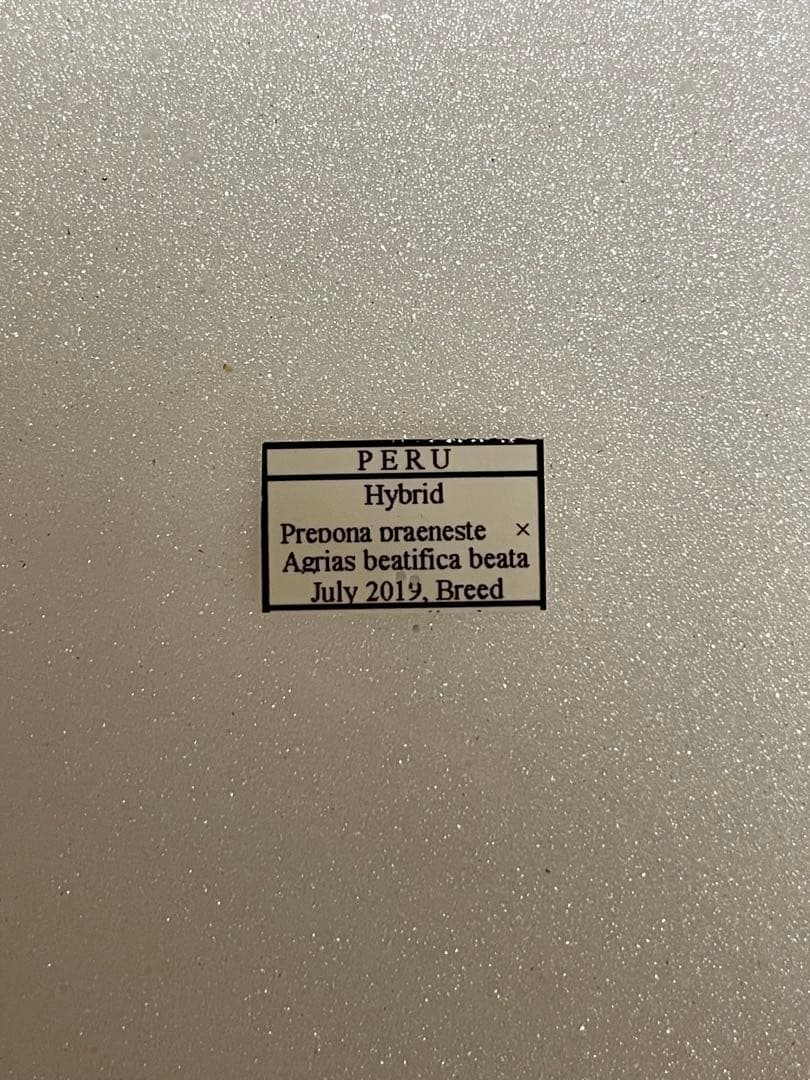 PERU
Hybrid
Prepona praeneste ×
Agrias beatifica beata
July 2019, Breed